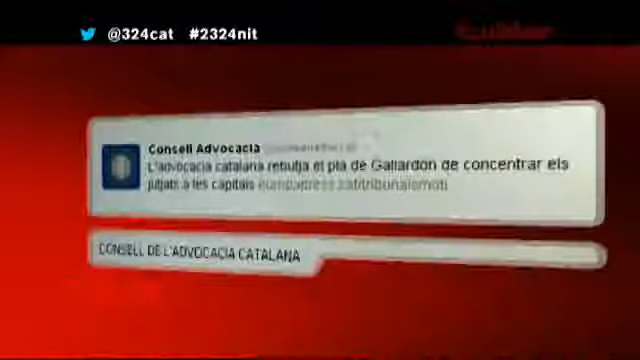 @324cat #2324nit
Consell Advocacia
L'advocacia catalana rebutja el pla de Gallardón de concentrar els
jutjats a les capitals
CONSELL DE L'ADVOCACIA CATALANA